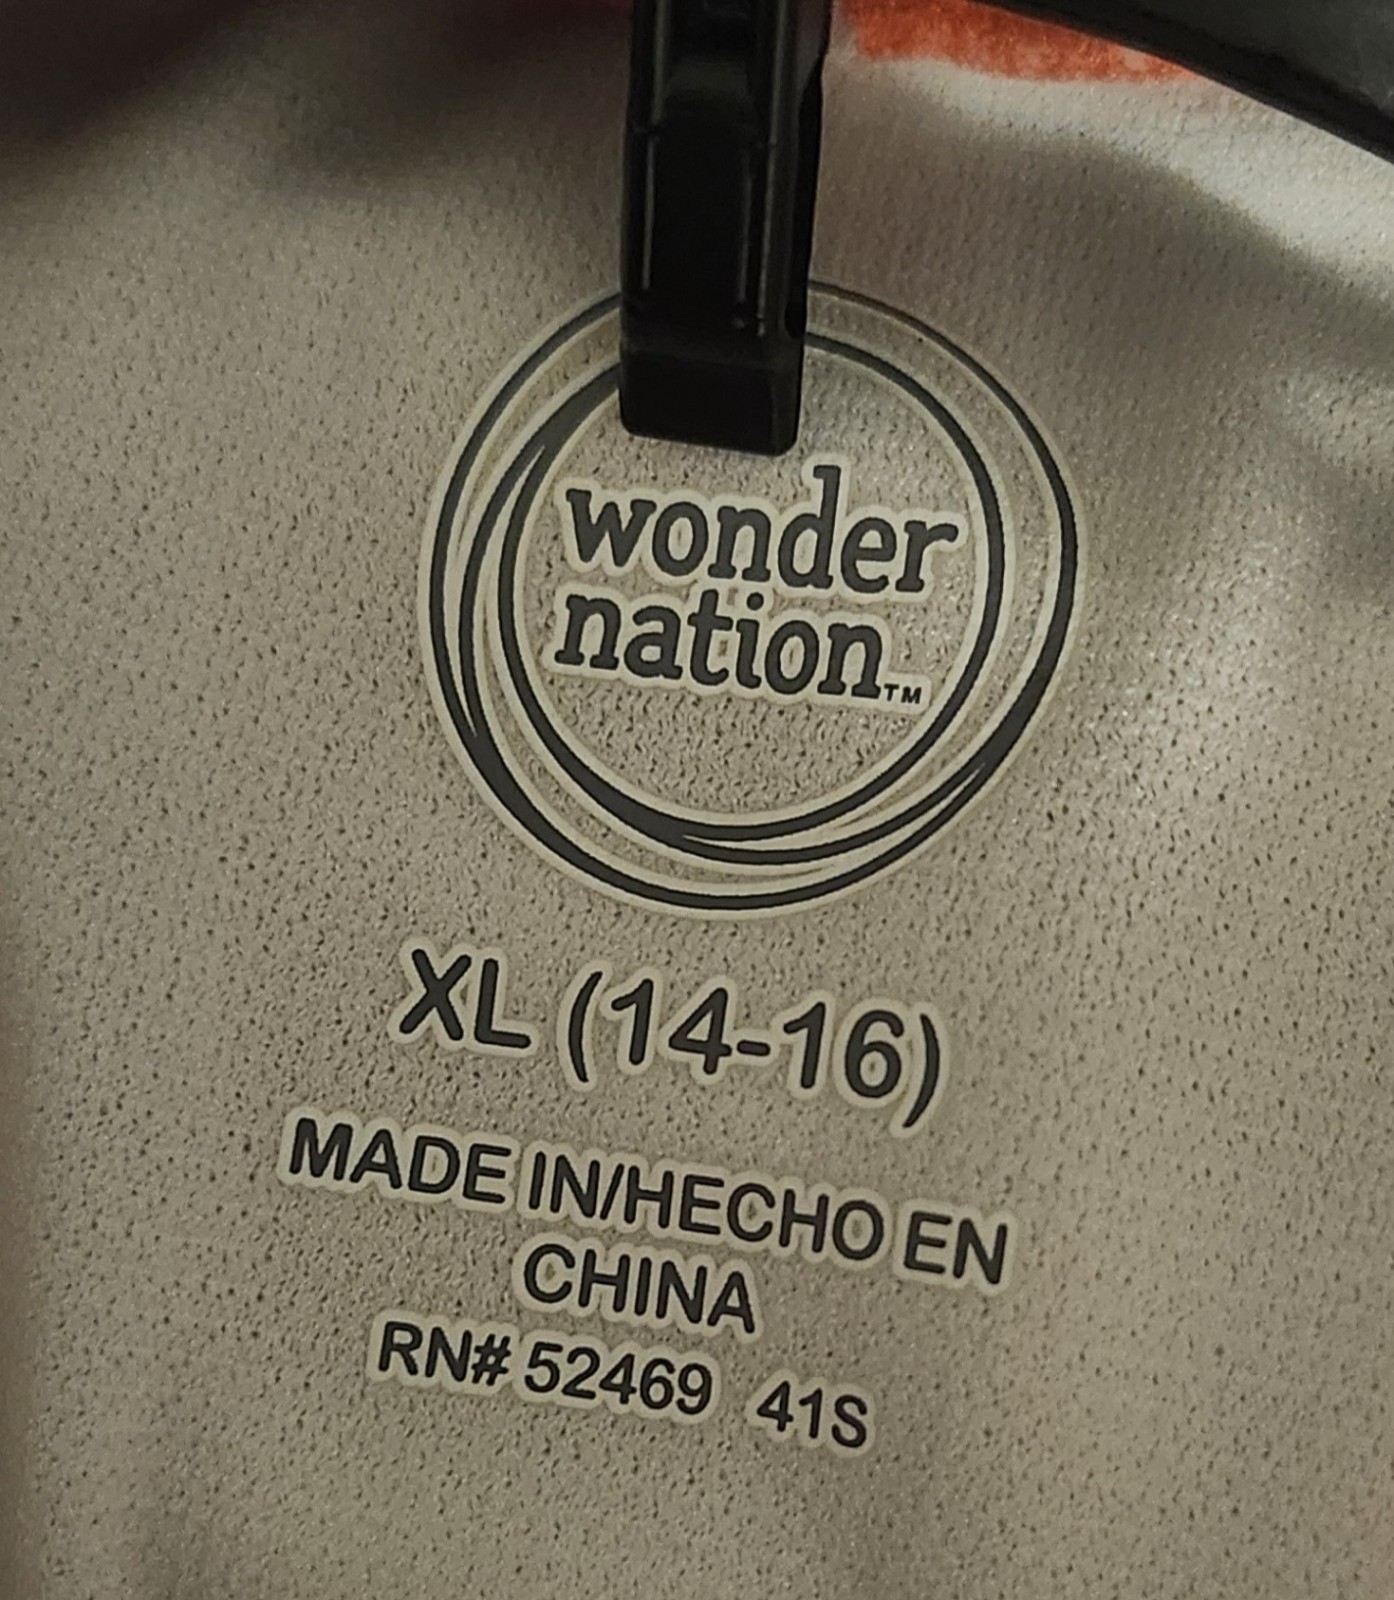 wonder
nation™
XL (14-16)
MADE IN/HECHO EN
CHINA
RN# 52469 41S